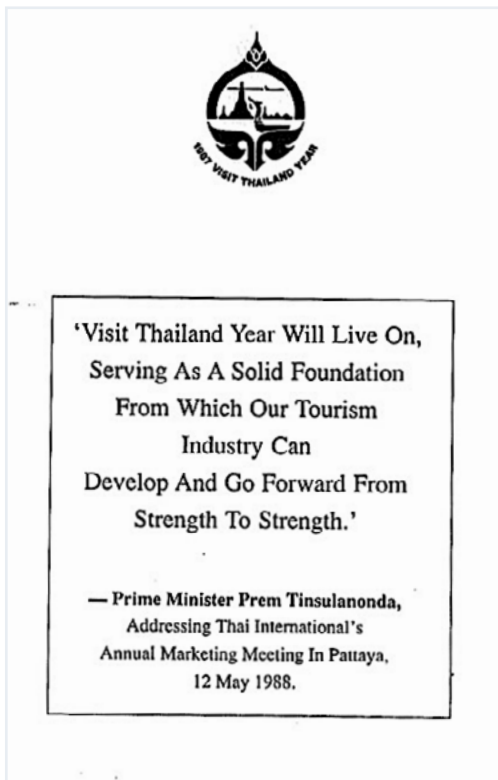 1987 VISIT THAILAND YEAR
‘Visit Thailand Year Will Live On,
Serving As A Solid Foundation
From Which Our Tourism
Industry Can
Develop And Go Forward From
Strength To Strength.’
— Prime Minister Prem Tinsulanonda,
Addressing Thai International’s
Annual Marketing Meeting In Pattaya,
12 May 1988.